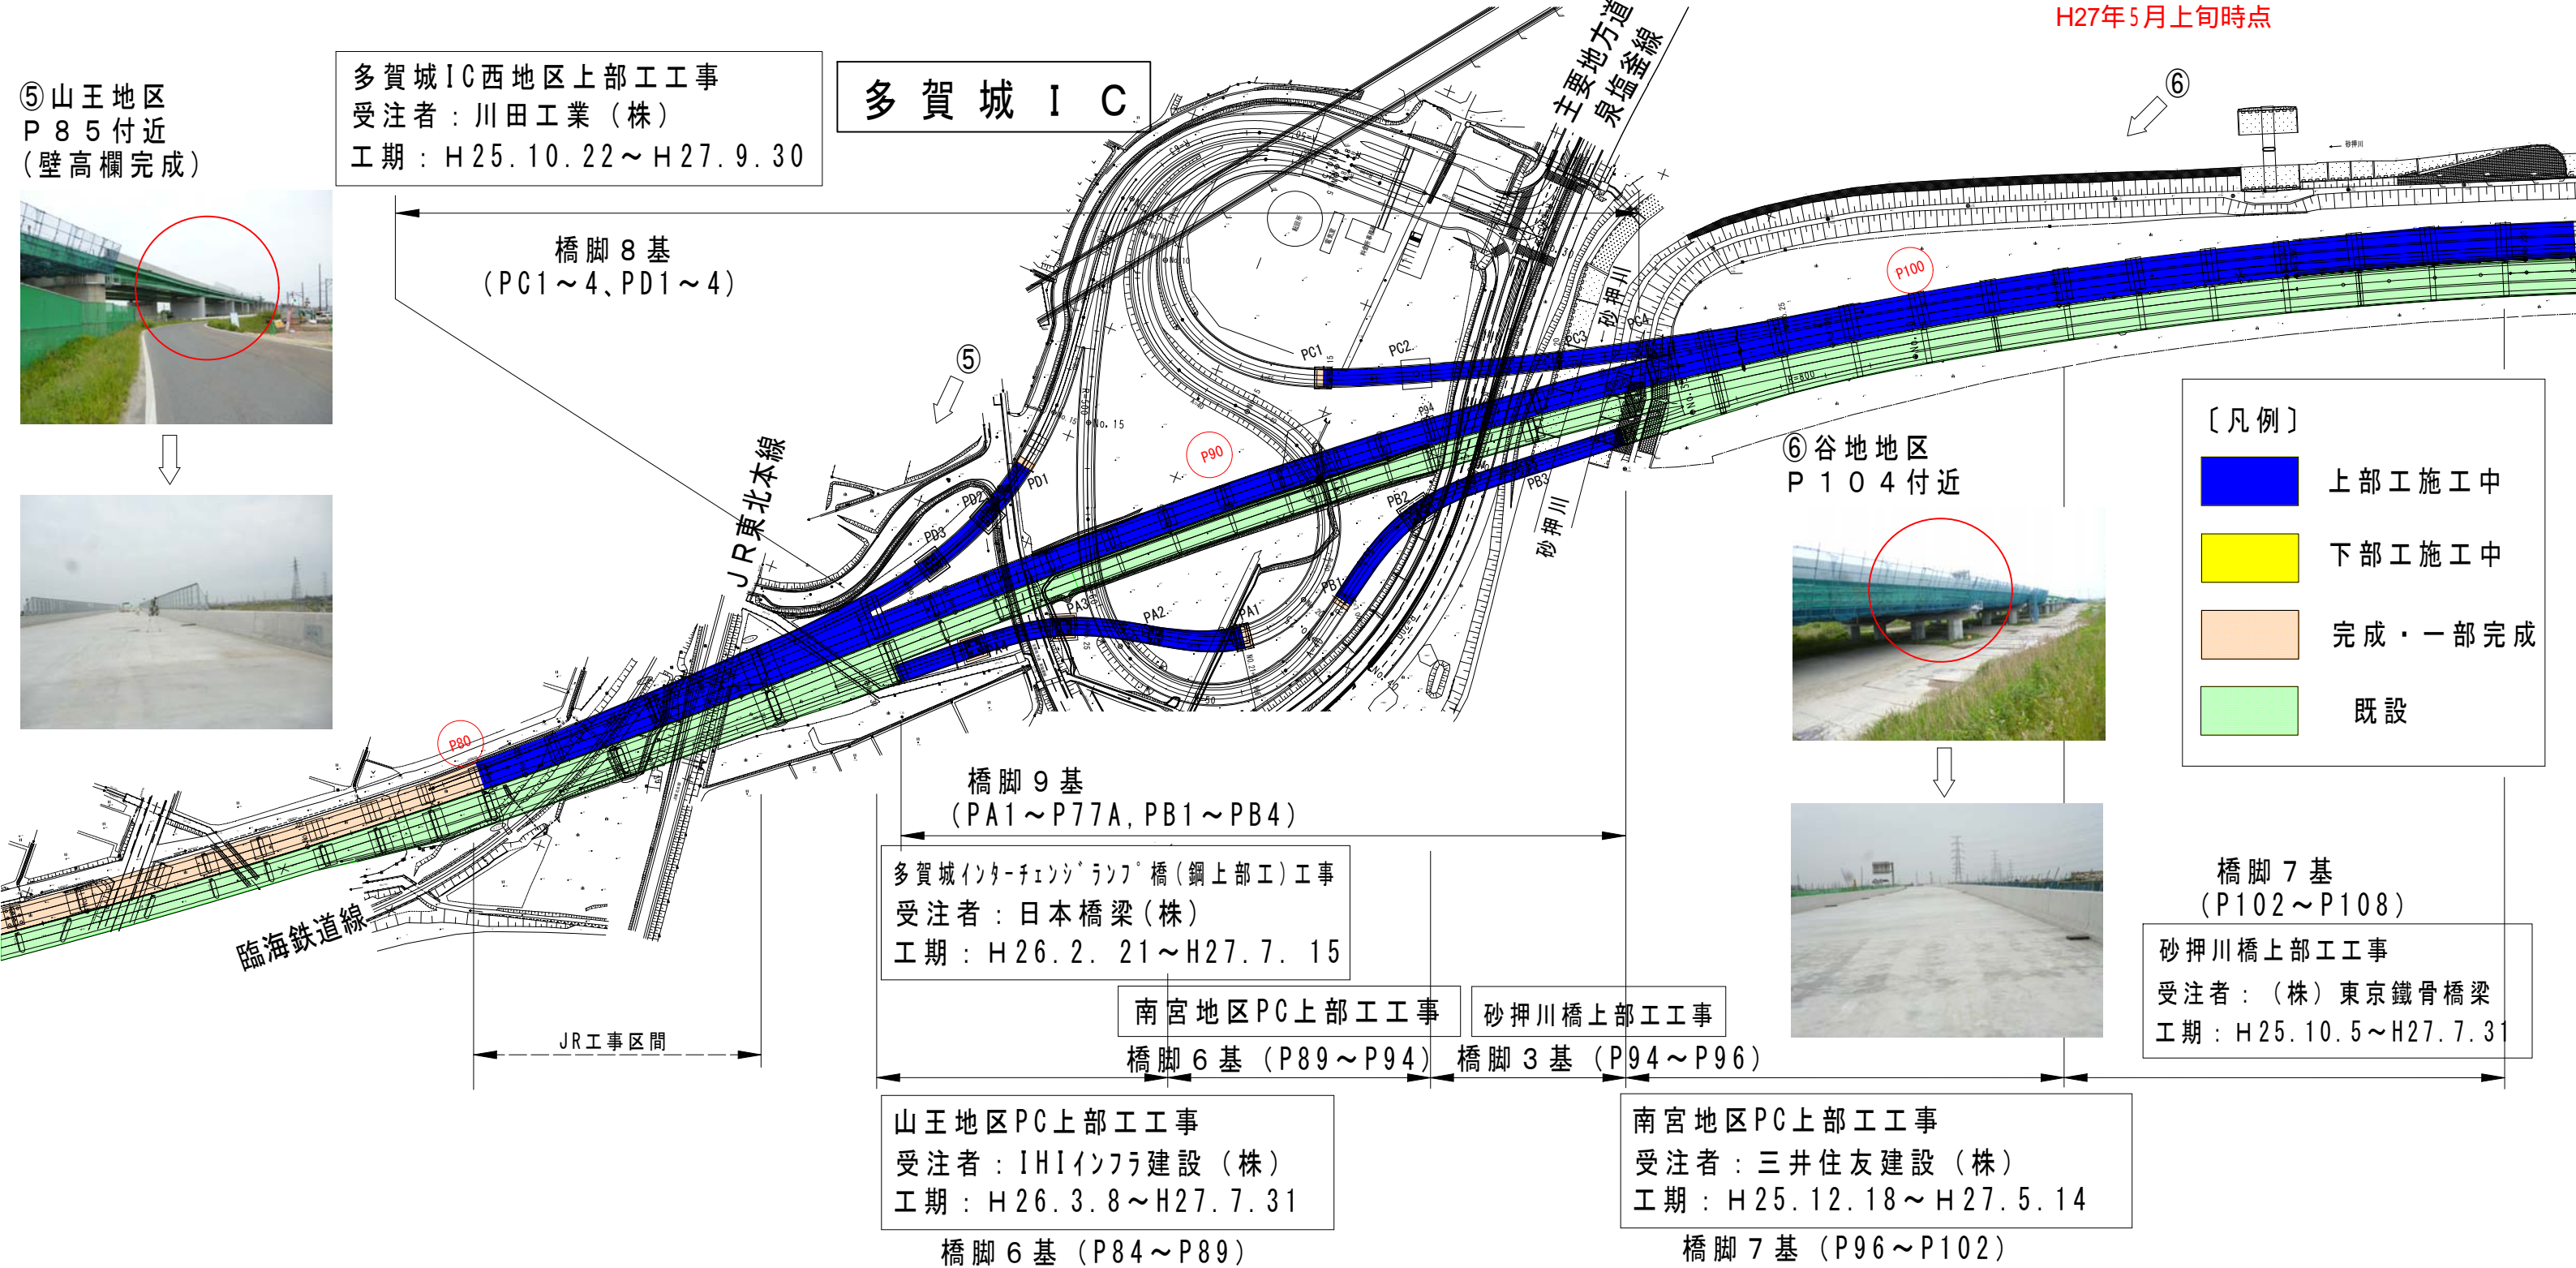 H27年5月上旬時点
⑤山王地区
P85付近
(壁高欄完成)
多賀城IC西地区上部工工事
受注者：川田工業（株）
工期：H25.10.22～H27.9.30
多賀城IC
主要地方道
泉塩釜線
⑥
←砂押川
橋脚8基
(PC1～4、PD1～4)
P100
⑤
PC1
PC2
PC3
PC4
←砂押川
P94
P90
No.15
JR東北本線
PD1
PD2
PD3
PB3
PB2
PB1
砂押川
PA3
PA2
PA1
PA4
P80
臨海鉄道線
⑥谷地地区
P104付近
〔凡例〕
上部工施工中
下部工施工中
完成・一部完成
既設
橋脚9基
(PA1～P77A,PB1～PB4)
多賀城ｲﾝﾀｰﾁｪﾝｼﾞﾗﾝﾌﾟ橋(鋼上部工)工事
受注者：日本橋梁(株)
工期：H26.2. 21～H27.7. 15
橋脚7基
(P102～P108)
砂押川橋上部工工事
受注者：（株）東京鐵骨橋梁
工期：H25.10.5～H27.7.31
JR工事区間
南宮地区PC上部工工事
橋脚6基（P89～P94）
砂押川橋上部工工事
橋脚3基（P94～P96）
山王地区PC上部工工事
受注者：IHIｲﾝﾌﾗ建設（株）
工期：H26.3.8～H27.7.31
橋脚6基（P84～P89）
南宮地区PC上部工工事
受注者：三井住友建設（株）
工期：H25.12.18～H27.5.14
橋脚7基（P96～P102）